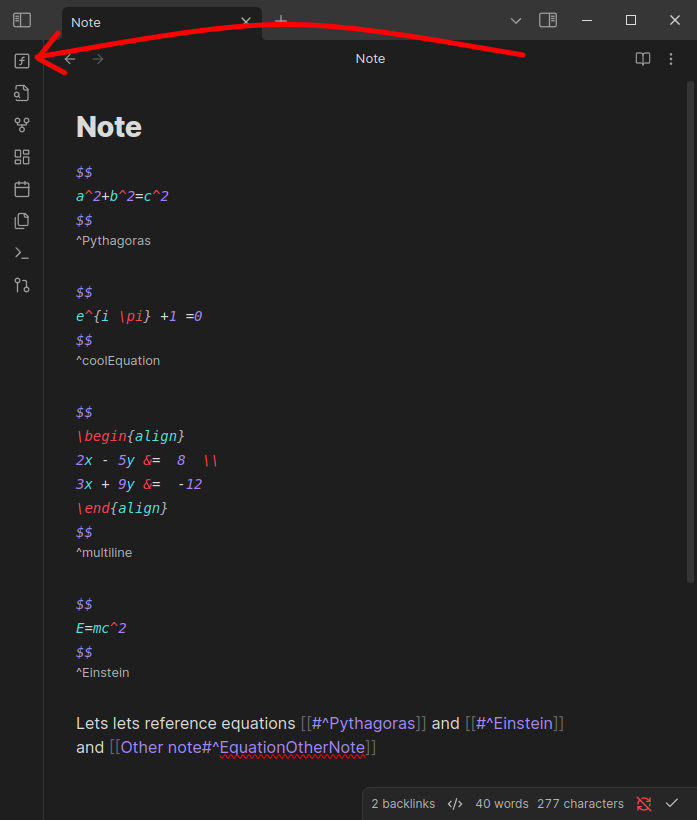 Note
Note
Note
$$
a^2+b^2=c^2
$$
^Pythagoras
$$
e^{i \pi} +1 =0
$$
^coolEquation
$$
\begin{align}
2x - 5y &=  8  \\
3x + 9y &=  -12
\end{align}
$$
^multiline
$$
E=mc^2
$$
^Einstein
Lets lets reference equations [[#^Pythagoras]] and [[#^Einstein]]
and [[Other note#^EquationOtherNote]]
2 backlinks </> 40 words 277 characters